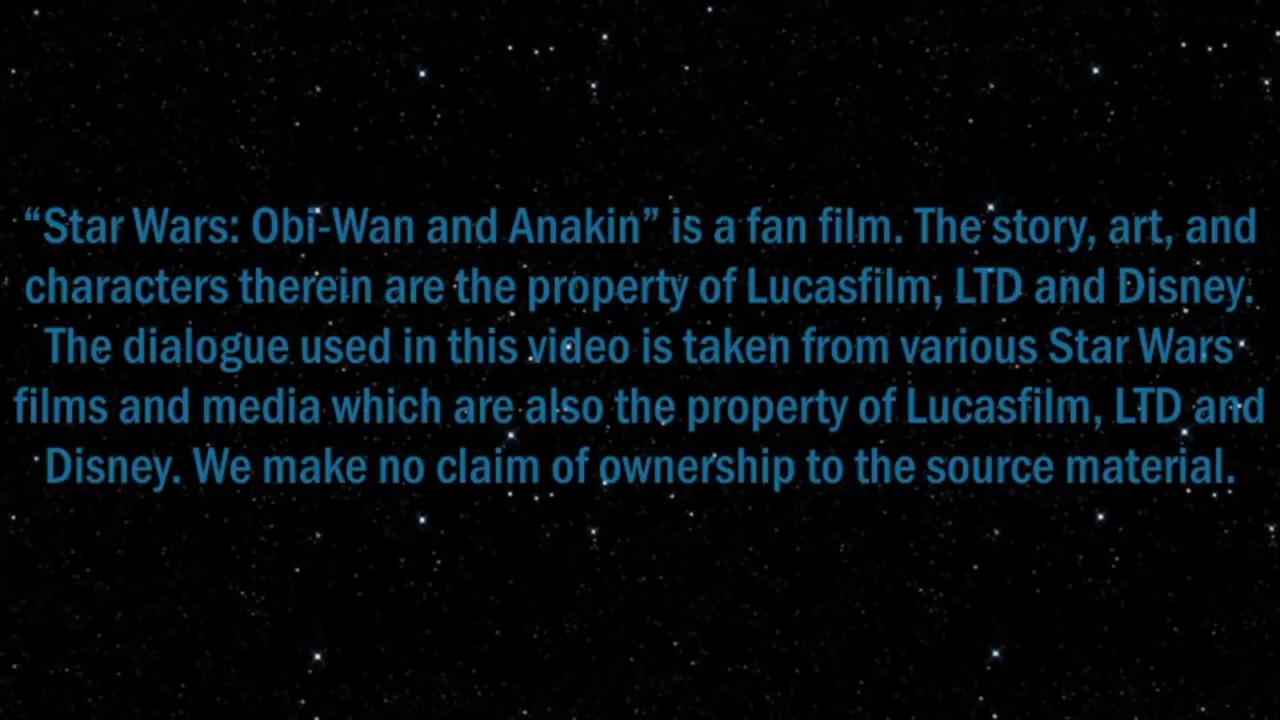 “Star Wars: Obi-Wan and Anakin” is a fan film. The story, art, and
characters therein are the property of Lucasfilm, LTD and Disney.
The dialogue used in this video is taken from various Star Wars
films and media which are also the property of Lucasfilm, LTD and
Disney. We make no claim of ownership to the source material.